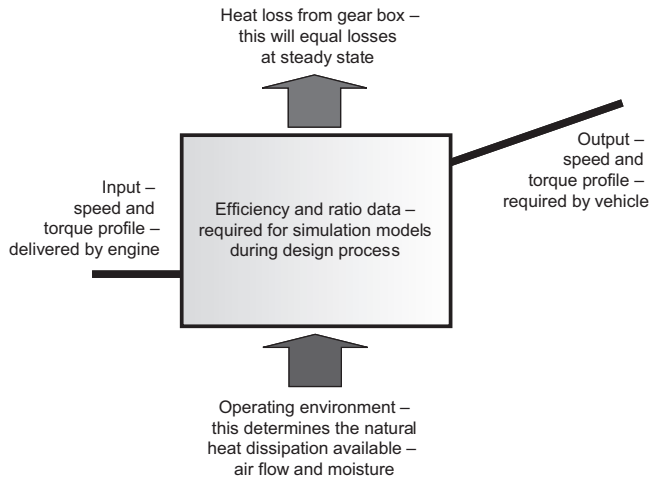 Heat loss from gear box –
this will equal losses
at steady state
Input –
speed and
torque profile –
delivered by engine
Efficiency and ratio data –
required for simulation models
during design process
Output –
speed and
torque profile –
required by vehicle
Operating environment –
this determines the natural
heat dissipation available –
air flow and moisture